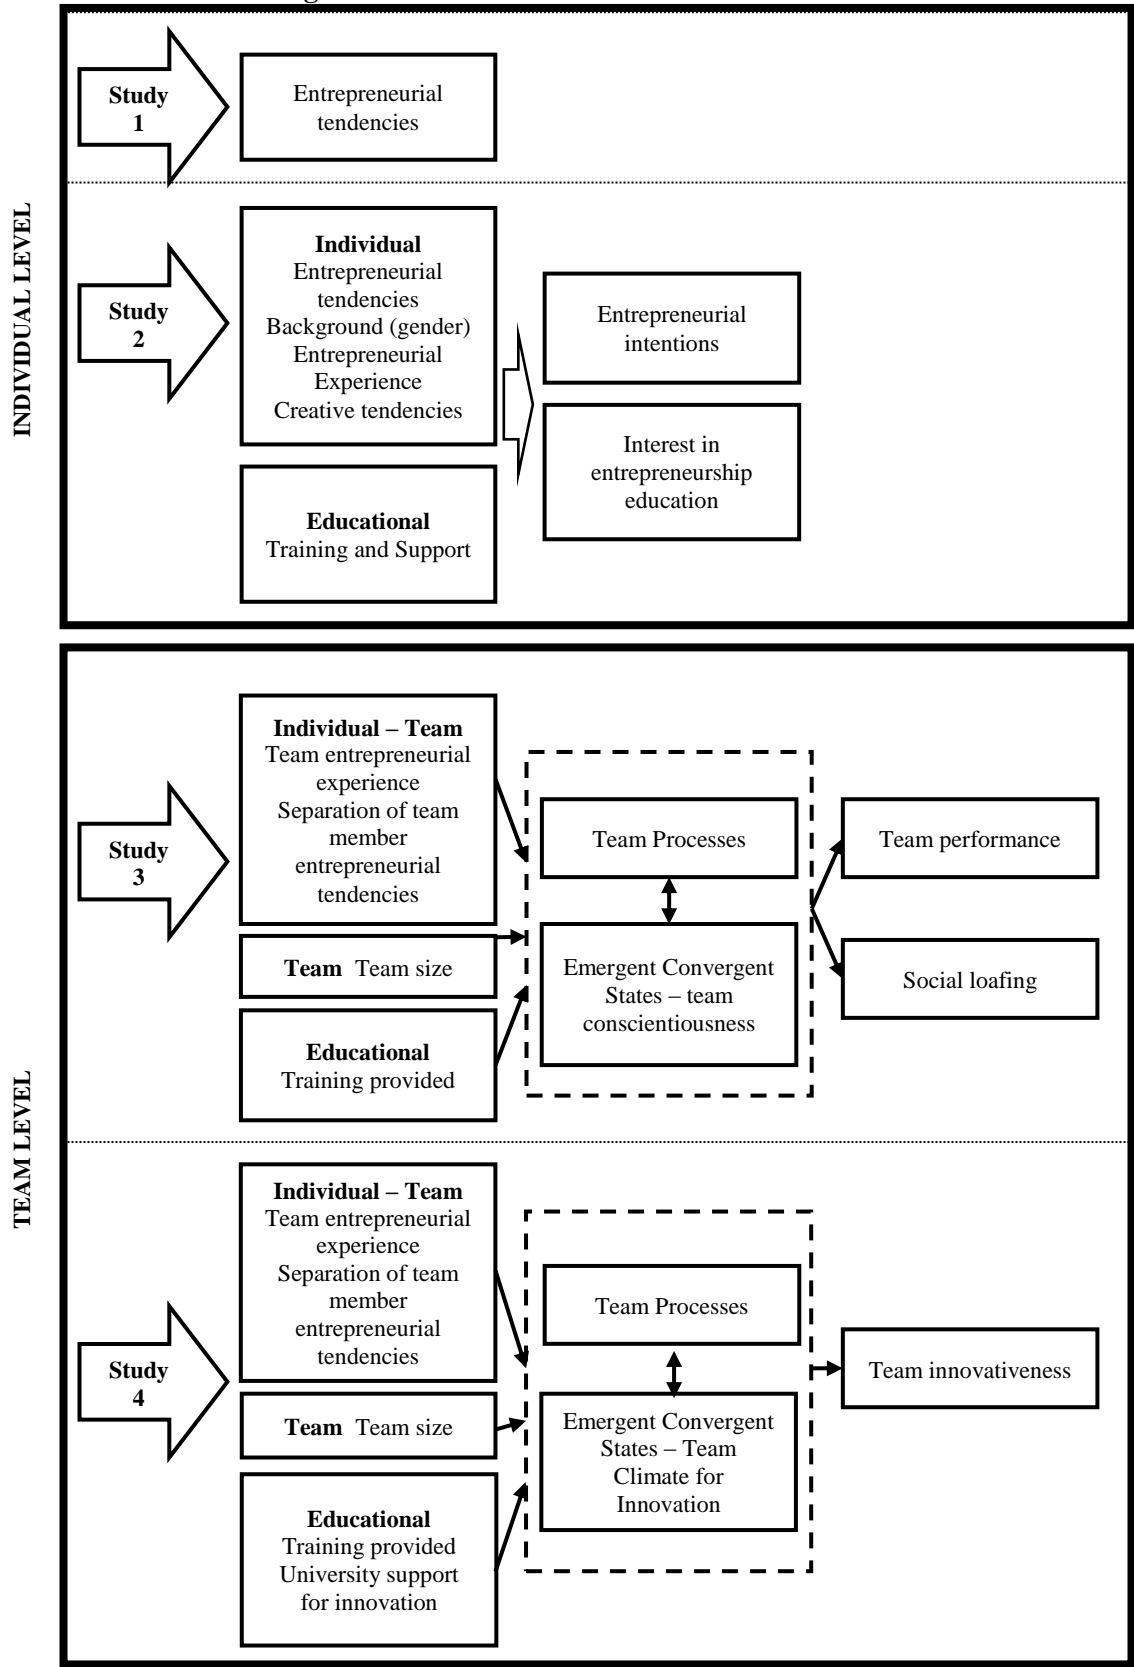 INDIVIDUAL LEVEL
Study
1
Entrepreneurial
tendencies
Study
2
Individual
Entrepreneurial
tendencies
Background (gender)
Entrepreneurial
Experience
Creative tendencies
Educational
Training and Support
Entrepreneurial
intentions
Interest in
entrepreneurship
education
TEAM LEVEL
Study
3
Individual – Team
Team entrepreneurial
experience
Separation of team
member
entrepreneurial
tendencies
Team Team size
Educational
Training provided
Team Processes
Emergent Convergent
States – team
conscientiousness
Team performance
Social loafing
Study
4
Individual – Team
Team entrepreneurial
experience
Separation of team
member
entrepreneurial
tendencies
Team Team size
Educational
Training provided
University support
for innovation
Team Processes
Emergent Convergent
States – Team
Climate for
Innovation
Team innovativeness